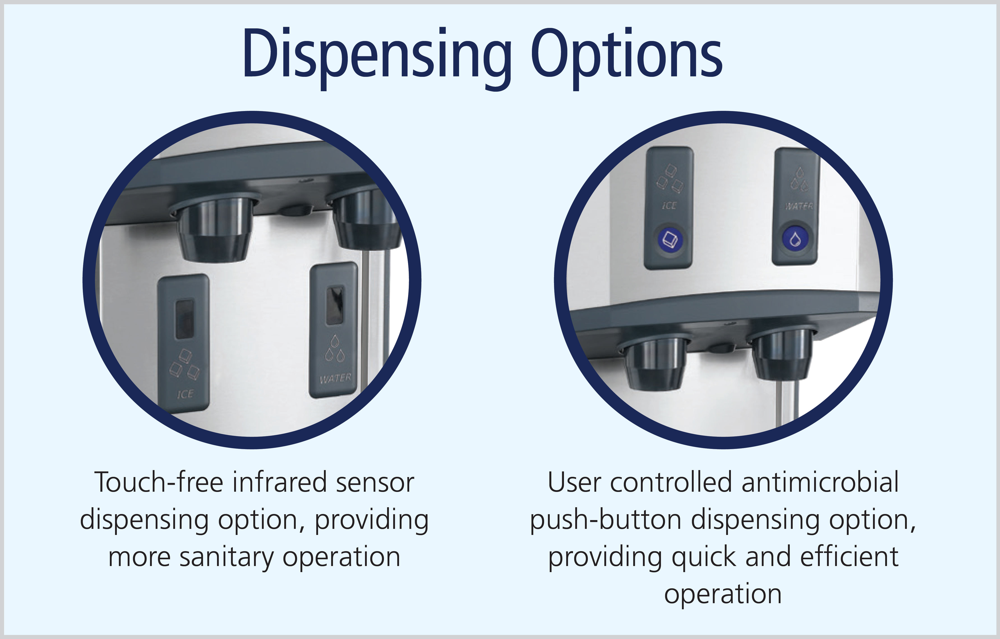 Dispensing Options
ICE
WATER
Touch-free infrared sensor
dispensing option, providing
more sanitary operation
ICE
WATER
User controlled antimicrobial
push-button dispensing option,
providing quick and efficient
operation